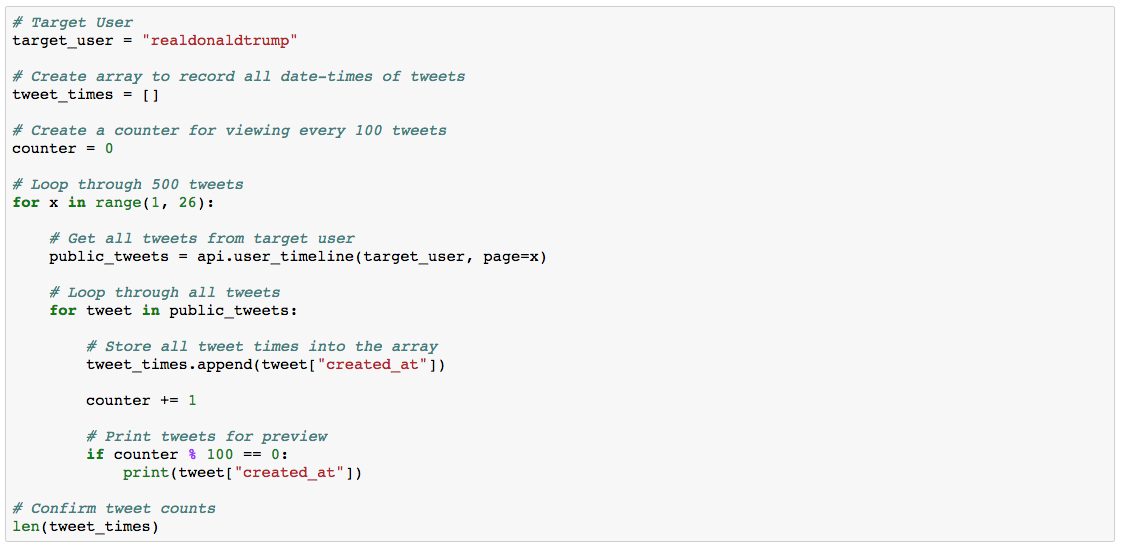 # Target User
target_user = "realdonaldtrump"
# Create array to record all date-times of tweets
tweet_times = []
# Create a counter for viewing every 100 tweets
counter = 0
# Loop through 500 tweets
for x in range(1, 26):
# Get all tweets from target user
public_tweets = api.user_timeline(target_user, page=x)
# Loop through all tweets
for tweet in public_tweets:
# Store all tweet times into the array
tweet_times.append(tweet["created_at"])
counter += 1
# Print tweets for preview
if counter % 100 == 0:
print(tweet["created_at"])
# Confirm tweet counts
len(tweet_times)